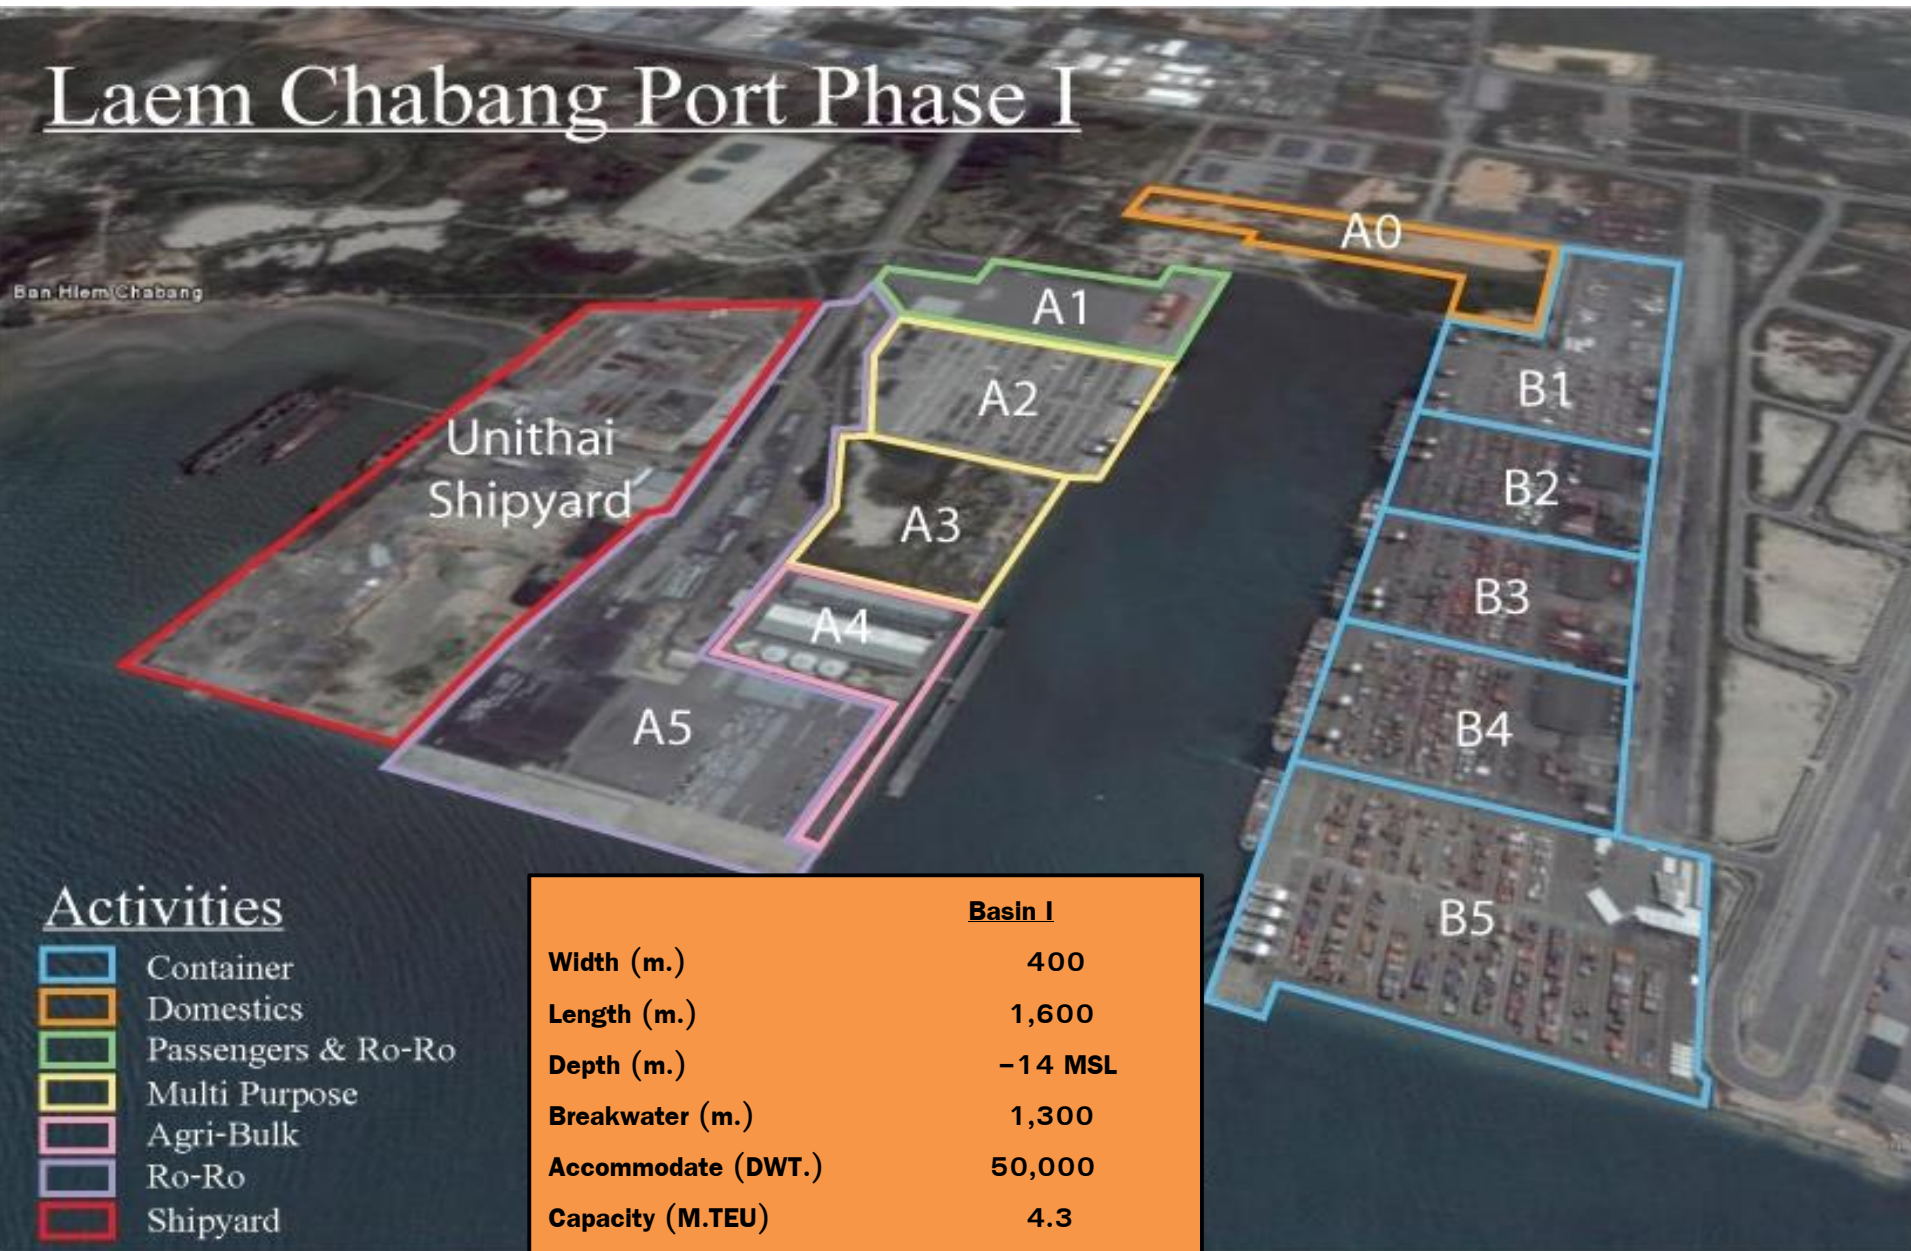 Laem Chabang Port Phase I
Ban Hlem Chabang
A0
A1
A2
A3
A4
A5
B1
B2
B3
B4
B5
Unithai
Shipyard
Activities
Container
Domestics
Passengers & Ro-Ro
Multi Purpose
Agri-Bulk
Ro-Ro
Shipyard
Basin I
Width (m.) 400
Length (m.) 1,600
Depth (m.) –14 MSL
Breakwater (m.) 1,300
Accommodate (DWT.) 50,000
Capacity (M.TEU) 4.3